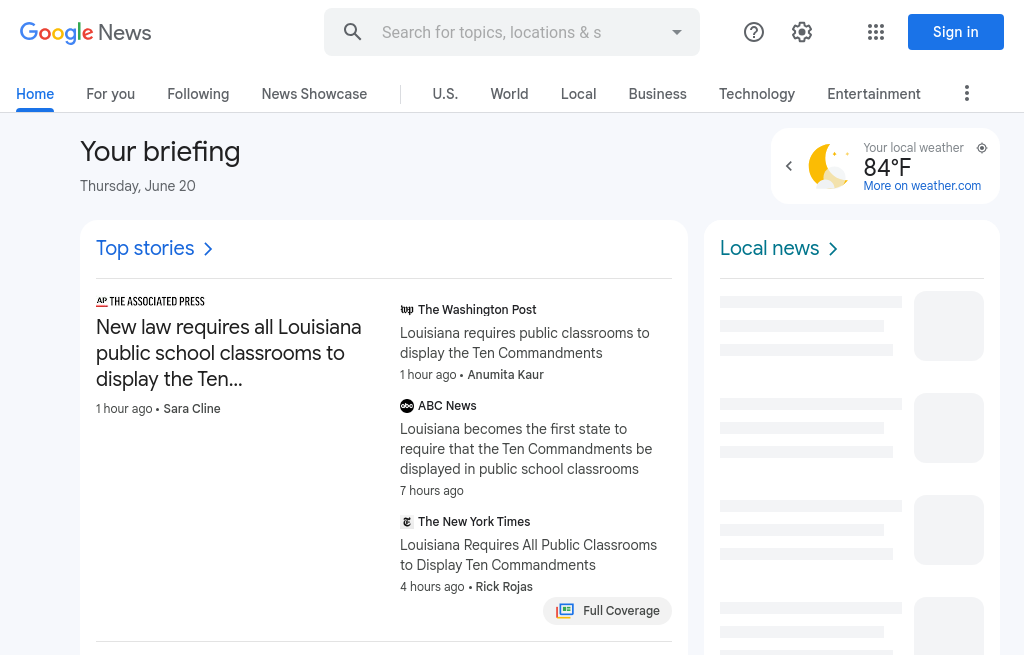 Google News
Search for topics, locations & s
Sign in
Home
For you
Following
News Showcase
U.S.
World
Local
Business
Technology
Entertainment
Your briefing
Thursday, June 20
Your local weather
84°F
More on weather.com
Top stories
AP THE ASSOCIATED PRESS
New law requires all Louisiana
public school classrooms to
display the Ten...
1 hour ago • Sara Cline
wp The Washington Post
Louisiana requires public classrooms to
display the Ten Commandments
1 hour ago • Anumita Kaur
abc ABC News
Louisiana becomes the first state to
require that the Ten Commandments be
displayed in public school classrooms
7 hours ago
The New York Times
Louisiana Requires All Public Classrooms
to Display Ten Commandments
4 hours ago • Rick Rojas
Full Coverage
Local news